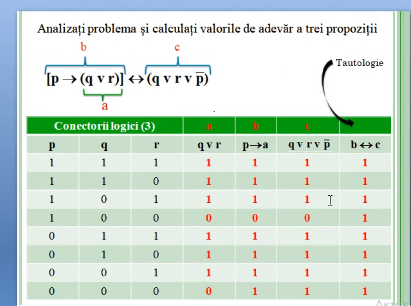 Analizați problema și calculați valorile de adevăr a trei propoziții
b c
[p → (q v r)] ↔ (q v r v p̅)
a
Tautologie
Conectorii logici (3) a b c
p q r q v r p→a q v r v p̅ b ↔ c
1 1 1 1 1 1 1
1 1 0 1 1 1 1
1 0 1 1 1 1 1
1 0 0 0 0 0 1
0 1 1 1 1 1 1
0 1 0 1 1 1 1
0 0 1 1 1 1 1
0 0 0 0 1 1 1